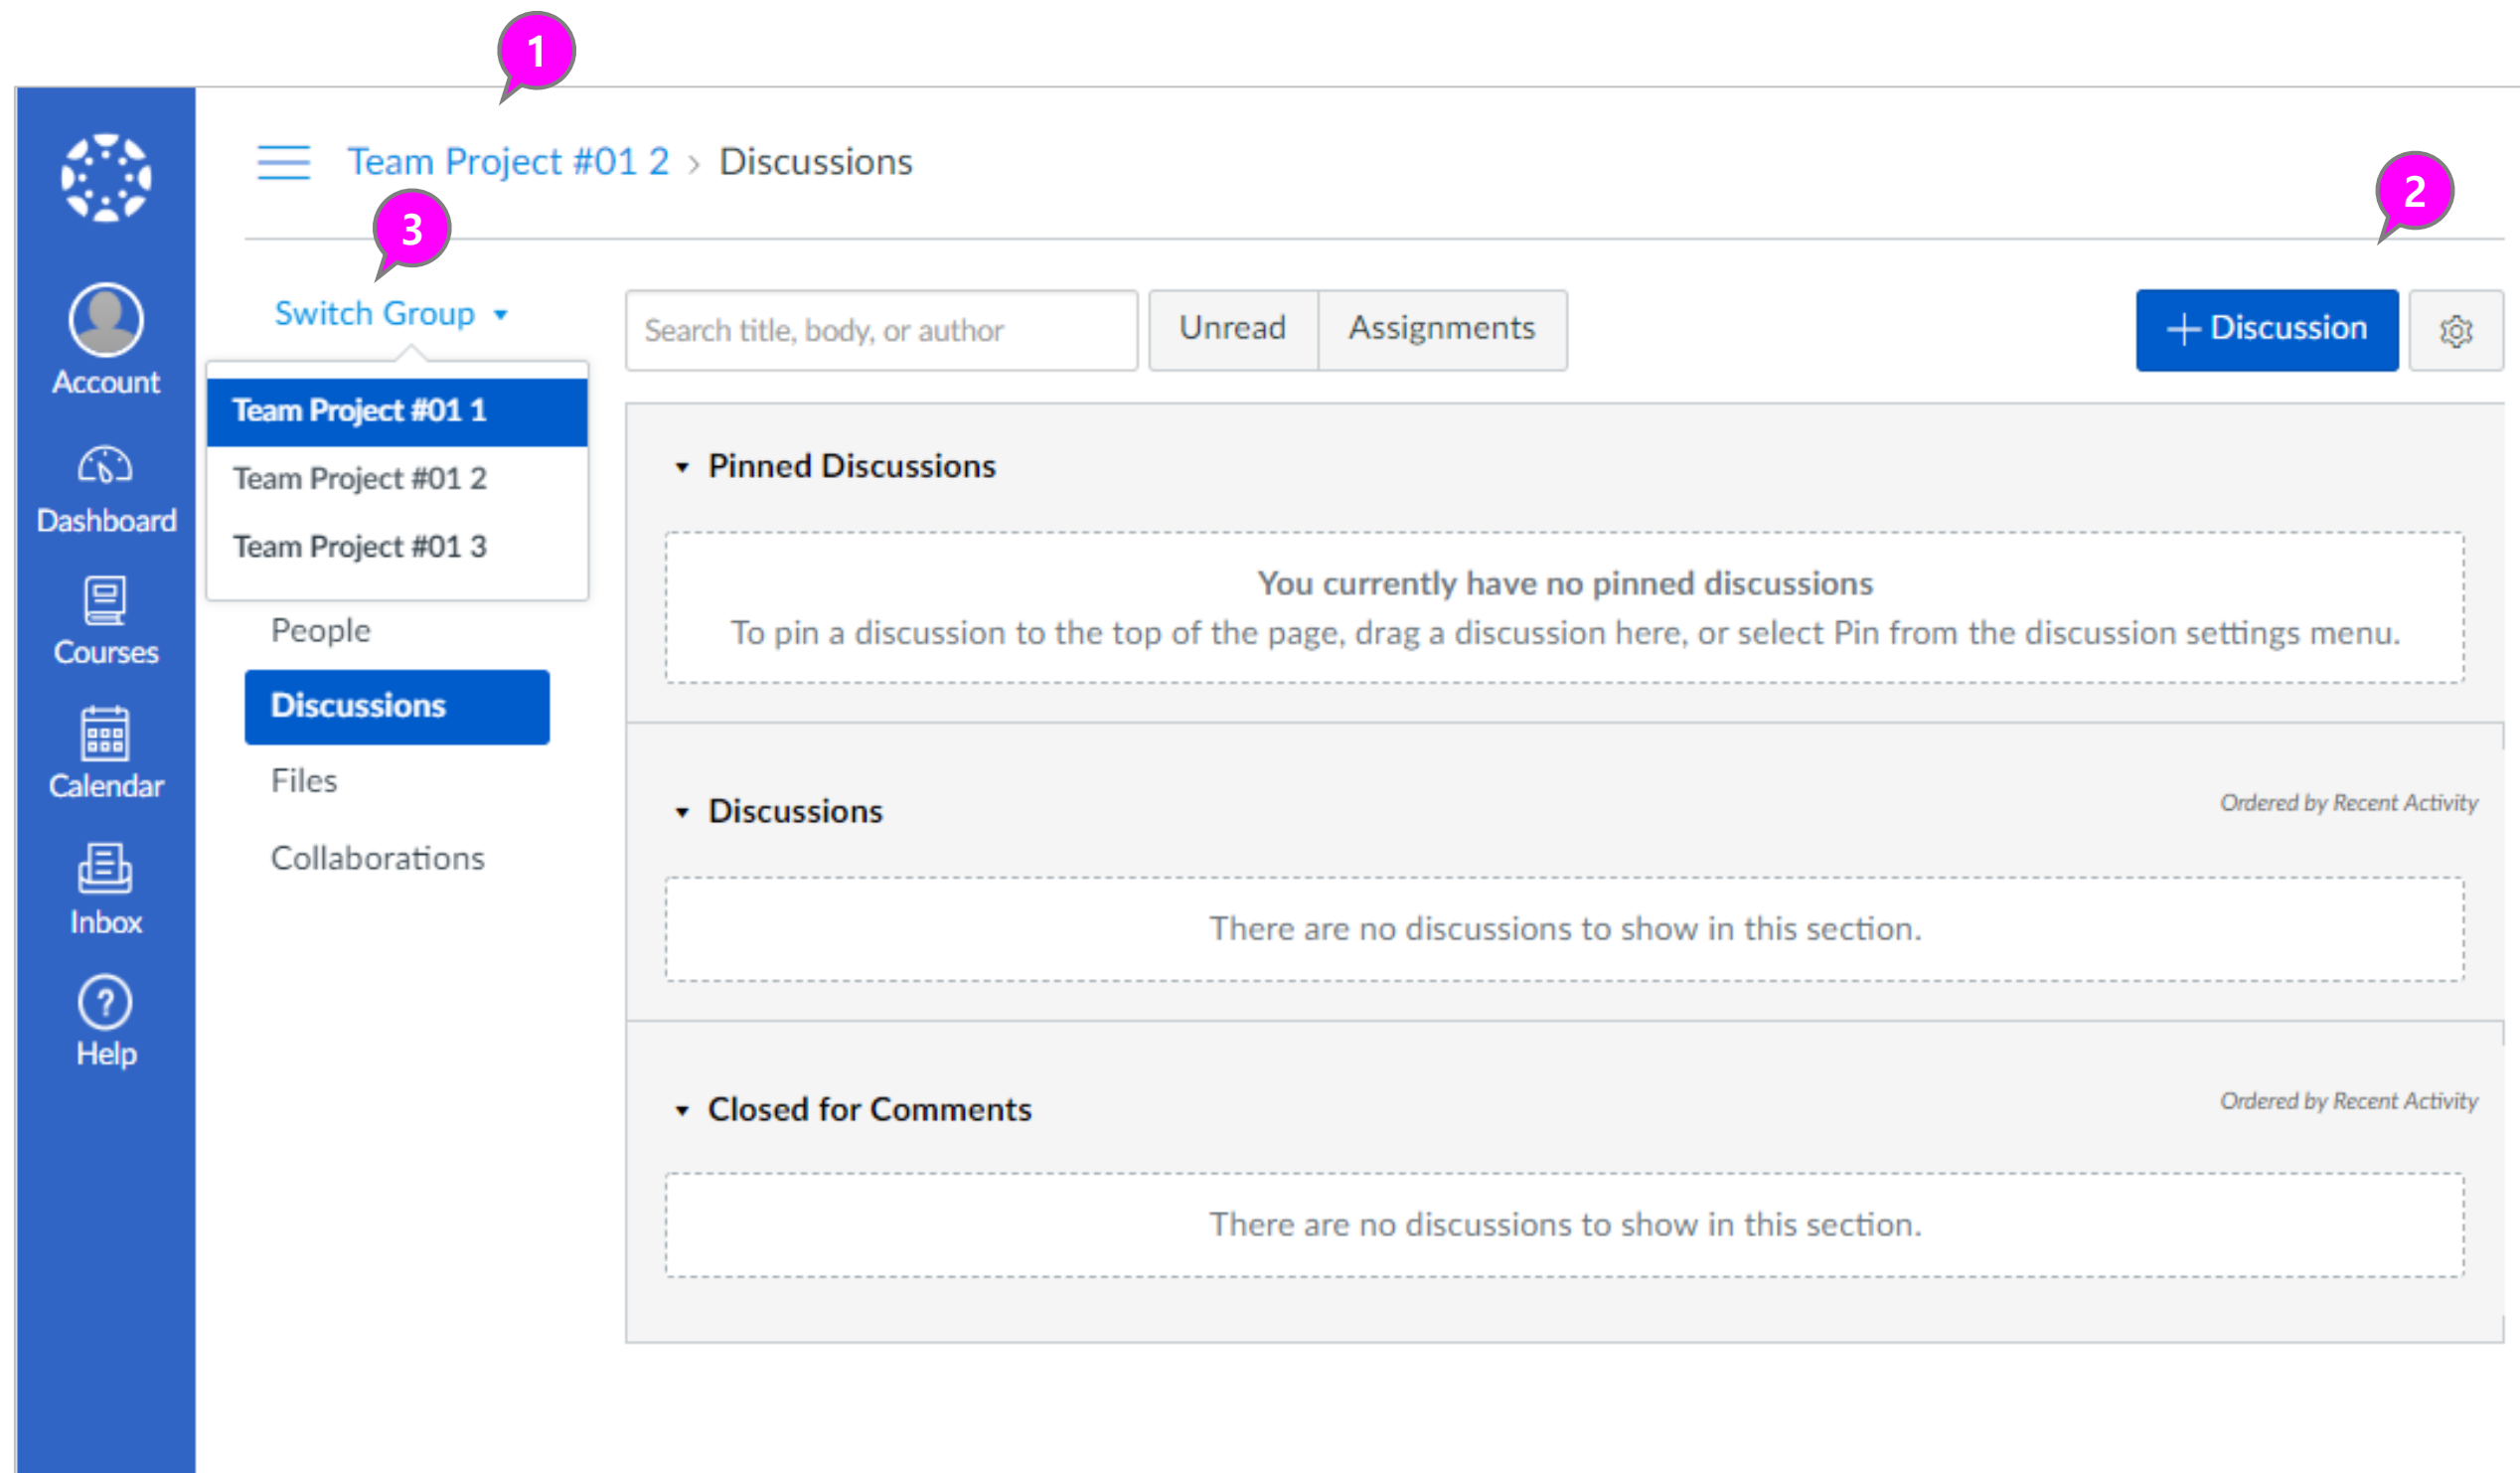 1
Team Project #01 2 > Discussions
2
3
Switch Group
Team Project #01 1
Team Project #01 2
Team Project #01 3
People
Discussions
Files
Collaborations
Account
Dashboard
Courses
Calendar
Inbox
? 
Help
Search title, body, or author
Unread
Assignments
+ Discussion
Pinned Discussions
You currently have no pinned discussions
To pin a discussion to the top of the page, drag a discussion here, or select Pin from the discussion settings menu.
Discussions
Ordered by Recent Activity
There are no discussions to show in this section.
Closed for Comments
Ordered by Recent Activity
There are no discussions to show in this section.